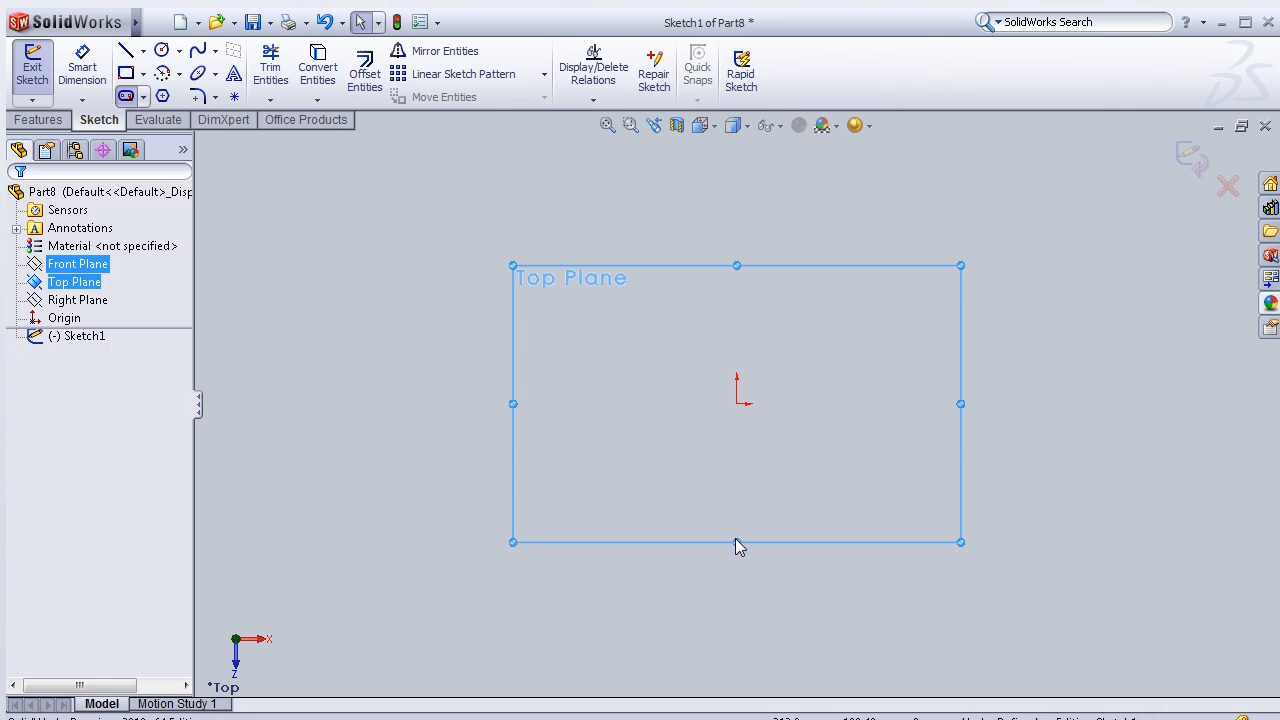 SolidWorks
Sketch1 of Part8 *
SolidWorks Search
Exit Sketch
Smart Dimension
Trim Entities
Convert Entities
Offset Entities
Mirror Entities
Linear Sketch Pattern
Move Entities
Display/Delete Relations
Repair Sketch
Quick Snaps
Rapid Sketch
Features
Sketch
Evaluate
DimXpert
Office Products
Part8 (Default<<Default>_Disp
Sensors
Annotations
Material <not specified>
Front Plane
Top Plane
Right Plane
Origin
(-) Sketch1
Top Plane
X
Z
*Top
Model
Motion Study 1